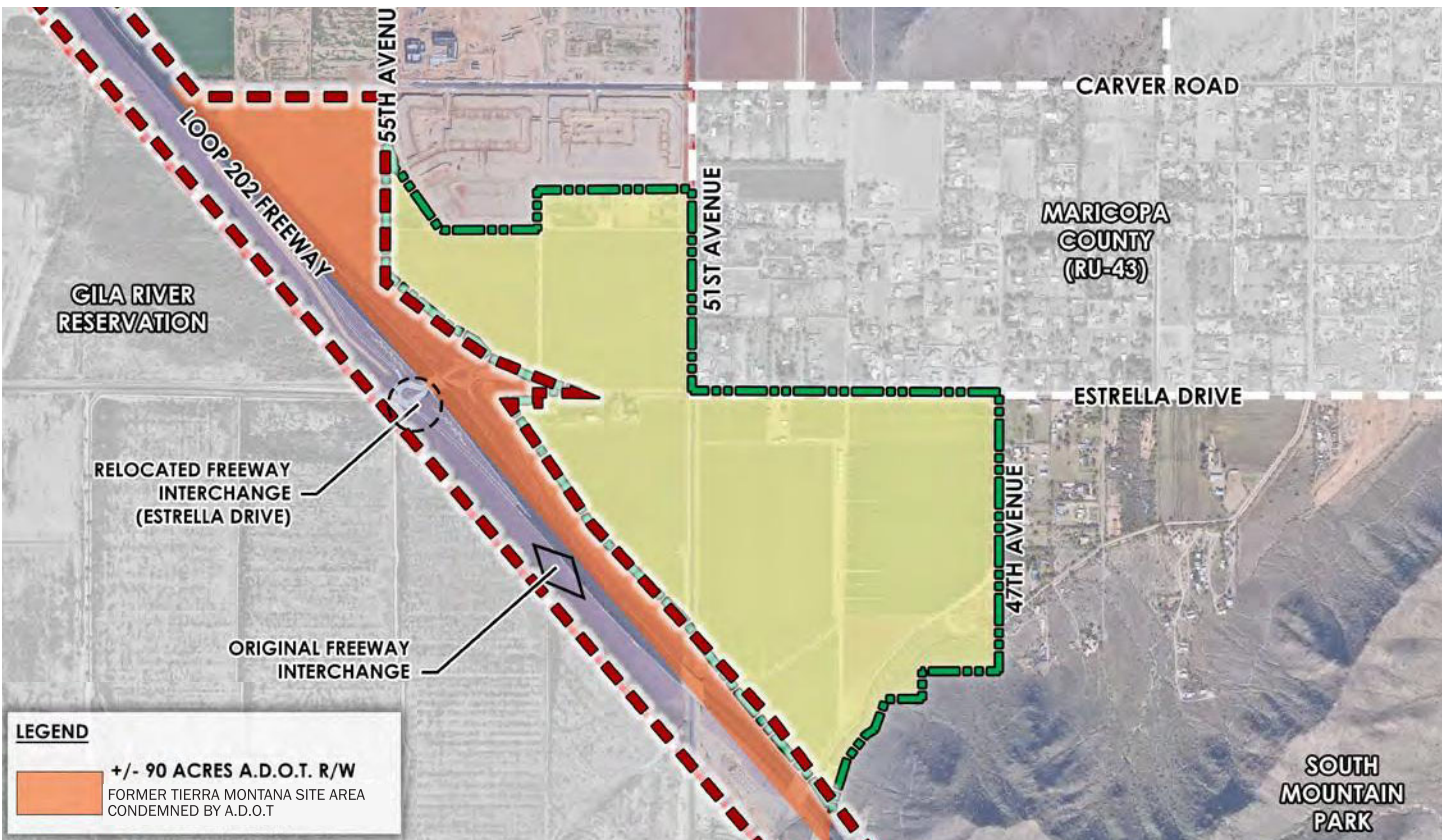 55TH AVENU
CARVER ROAD
LOOP 202 FREEWAY
51ST AVENUE
MARICOPA
COUNTY
(RU-43)
GILA RIVER
RESERVATION
ESTRELLA DRIVE
RELOCATED FREEWAY
INTERCHANGE
(ESTRELLA DRIVE)
47TH AVENUE
ORIGINAL FREEWAY
INTERCHANGE
LEGEND
+/- 90 ACRES A.D.O.T. R/W
FORMER TIERRA MONTANA SITE AREA
CONDEMNED BY A.D.O.T
SOUTH
MOUNTAIN
PARK